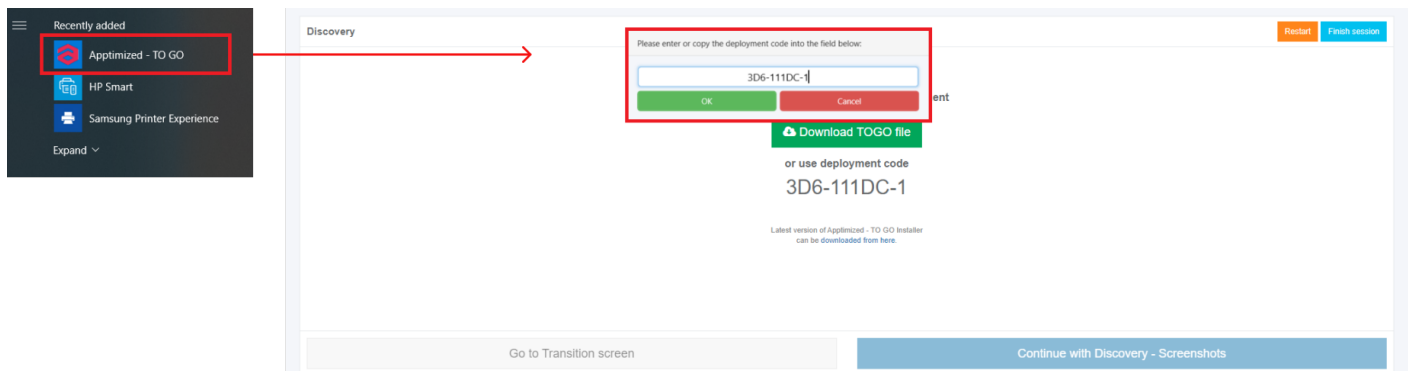 Recently added
Apptimized - TO GO
HP Smart
Samsung Printer Experience
Expand
Discovery
Restart
Finish session
Please enter or copy the deployment code into the field below:
3D6-111DC-1
OK
Cancel
ent
Download TOGO file
or use deployment code
3D6-111DC-1
Latest version of Apptimized - TO GO Installer
can be downloaded from here.
Go to Transition screen
Continue with Discovery - Screenshots